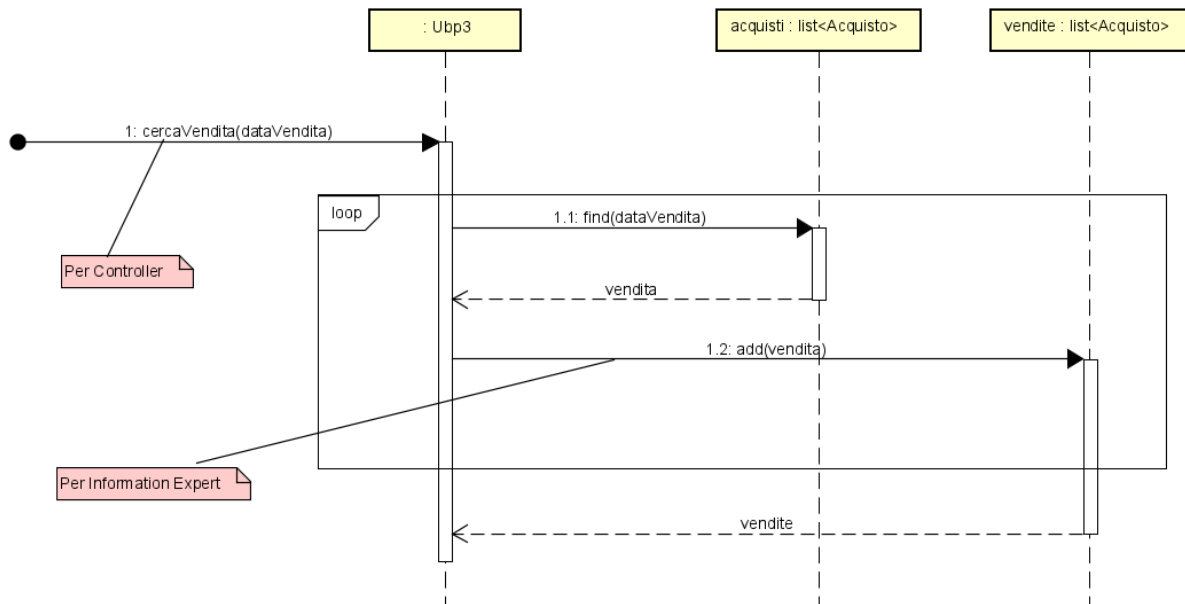 : Ubp3
acquisti : list<Acquisto>
vendite : list<Acquisto>
1: cercaVendita(dataVendita)
loop
1.1: find(dataVendita)
Per Controller
vendita
1.2: add(vendita)
Per Information Expert
vendite